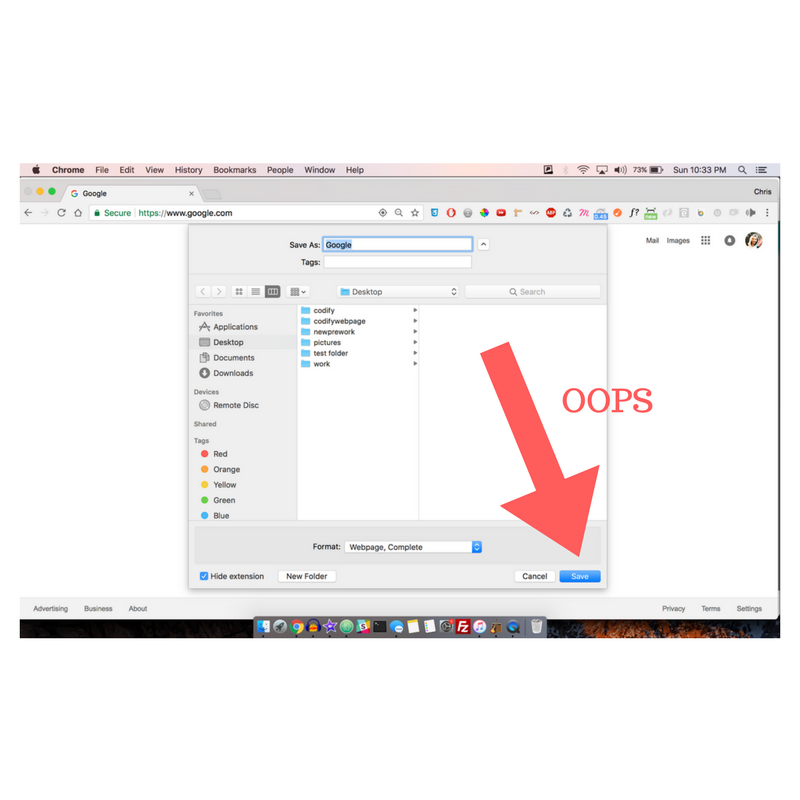 Chrome File Edit View History Bookmarks People Window Help 73% Sun 10:33 PM
Google Chris
Secure https://www.google.com
Mail Images
Save As: Google
Tags:
Desktop Search
Favorites
Applications
Desktop
Documents
Downloads
Devices
Remote Disc
Shared
Tags
Red
Orange
Yellow
Green
Blue
codify
codifywebpage
newprework
pictures
test folder
work
OOPS
Format: Webpage, Complete
Hide extension New Folder Cancel Save
Advertising Business About Privacy Terms Settings